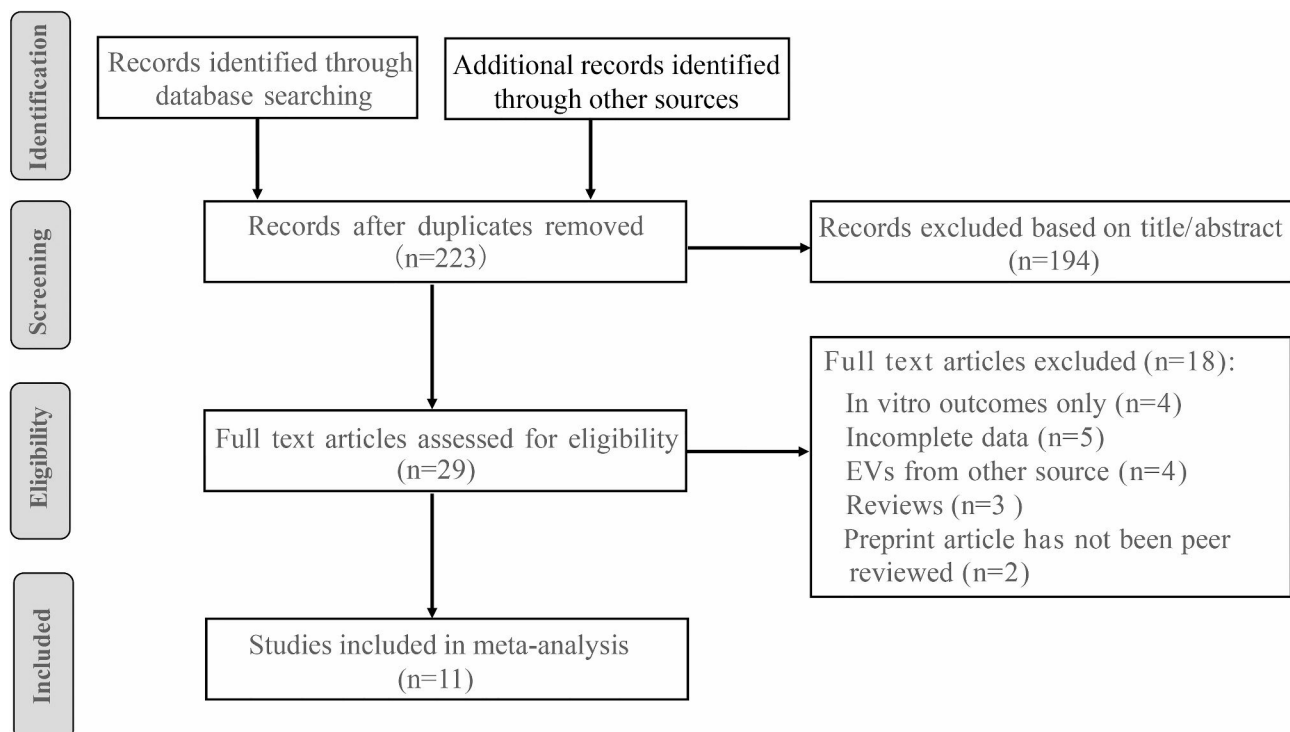 Identification
Records identified through
database searching
Additional records identified
through other sources
Screening
Records after duplicates removed
(n=223)
Records excluded based on title/abstract
(n=194)
Eligibility
Full text articles assessed for eligibility
(n=29)
Full text articles excluded (n=18):
In vitro outcomes only (n=4)
Incomplete data (n=5)
EVs from other source (n=4)
Reviews (n=3 )
Preprint article has not been peer
reviewed (n=2)
Included
Studies included in meta-analysis
(n=11)